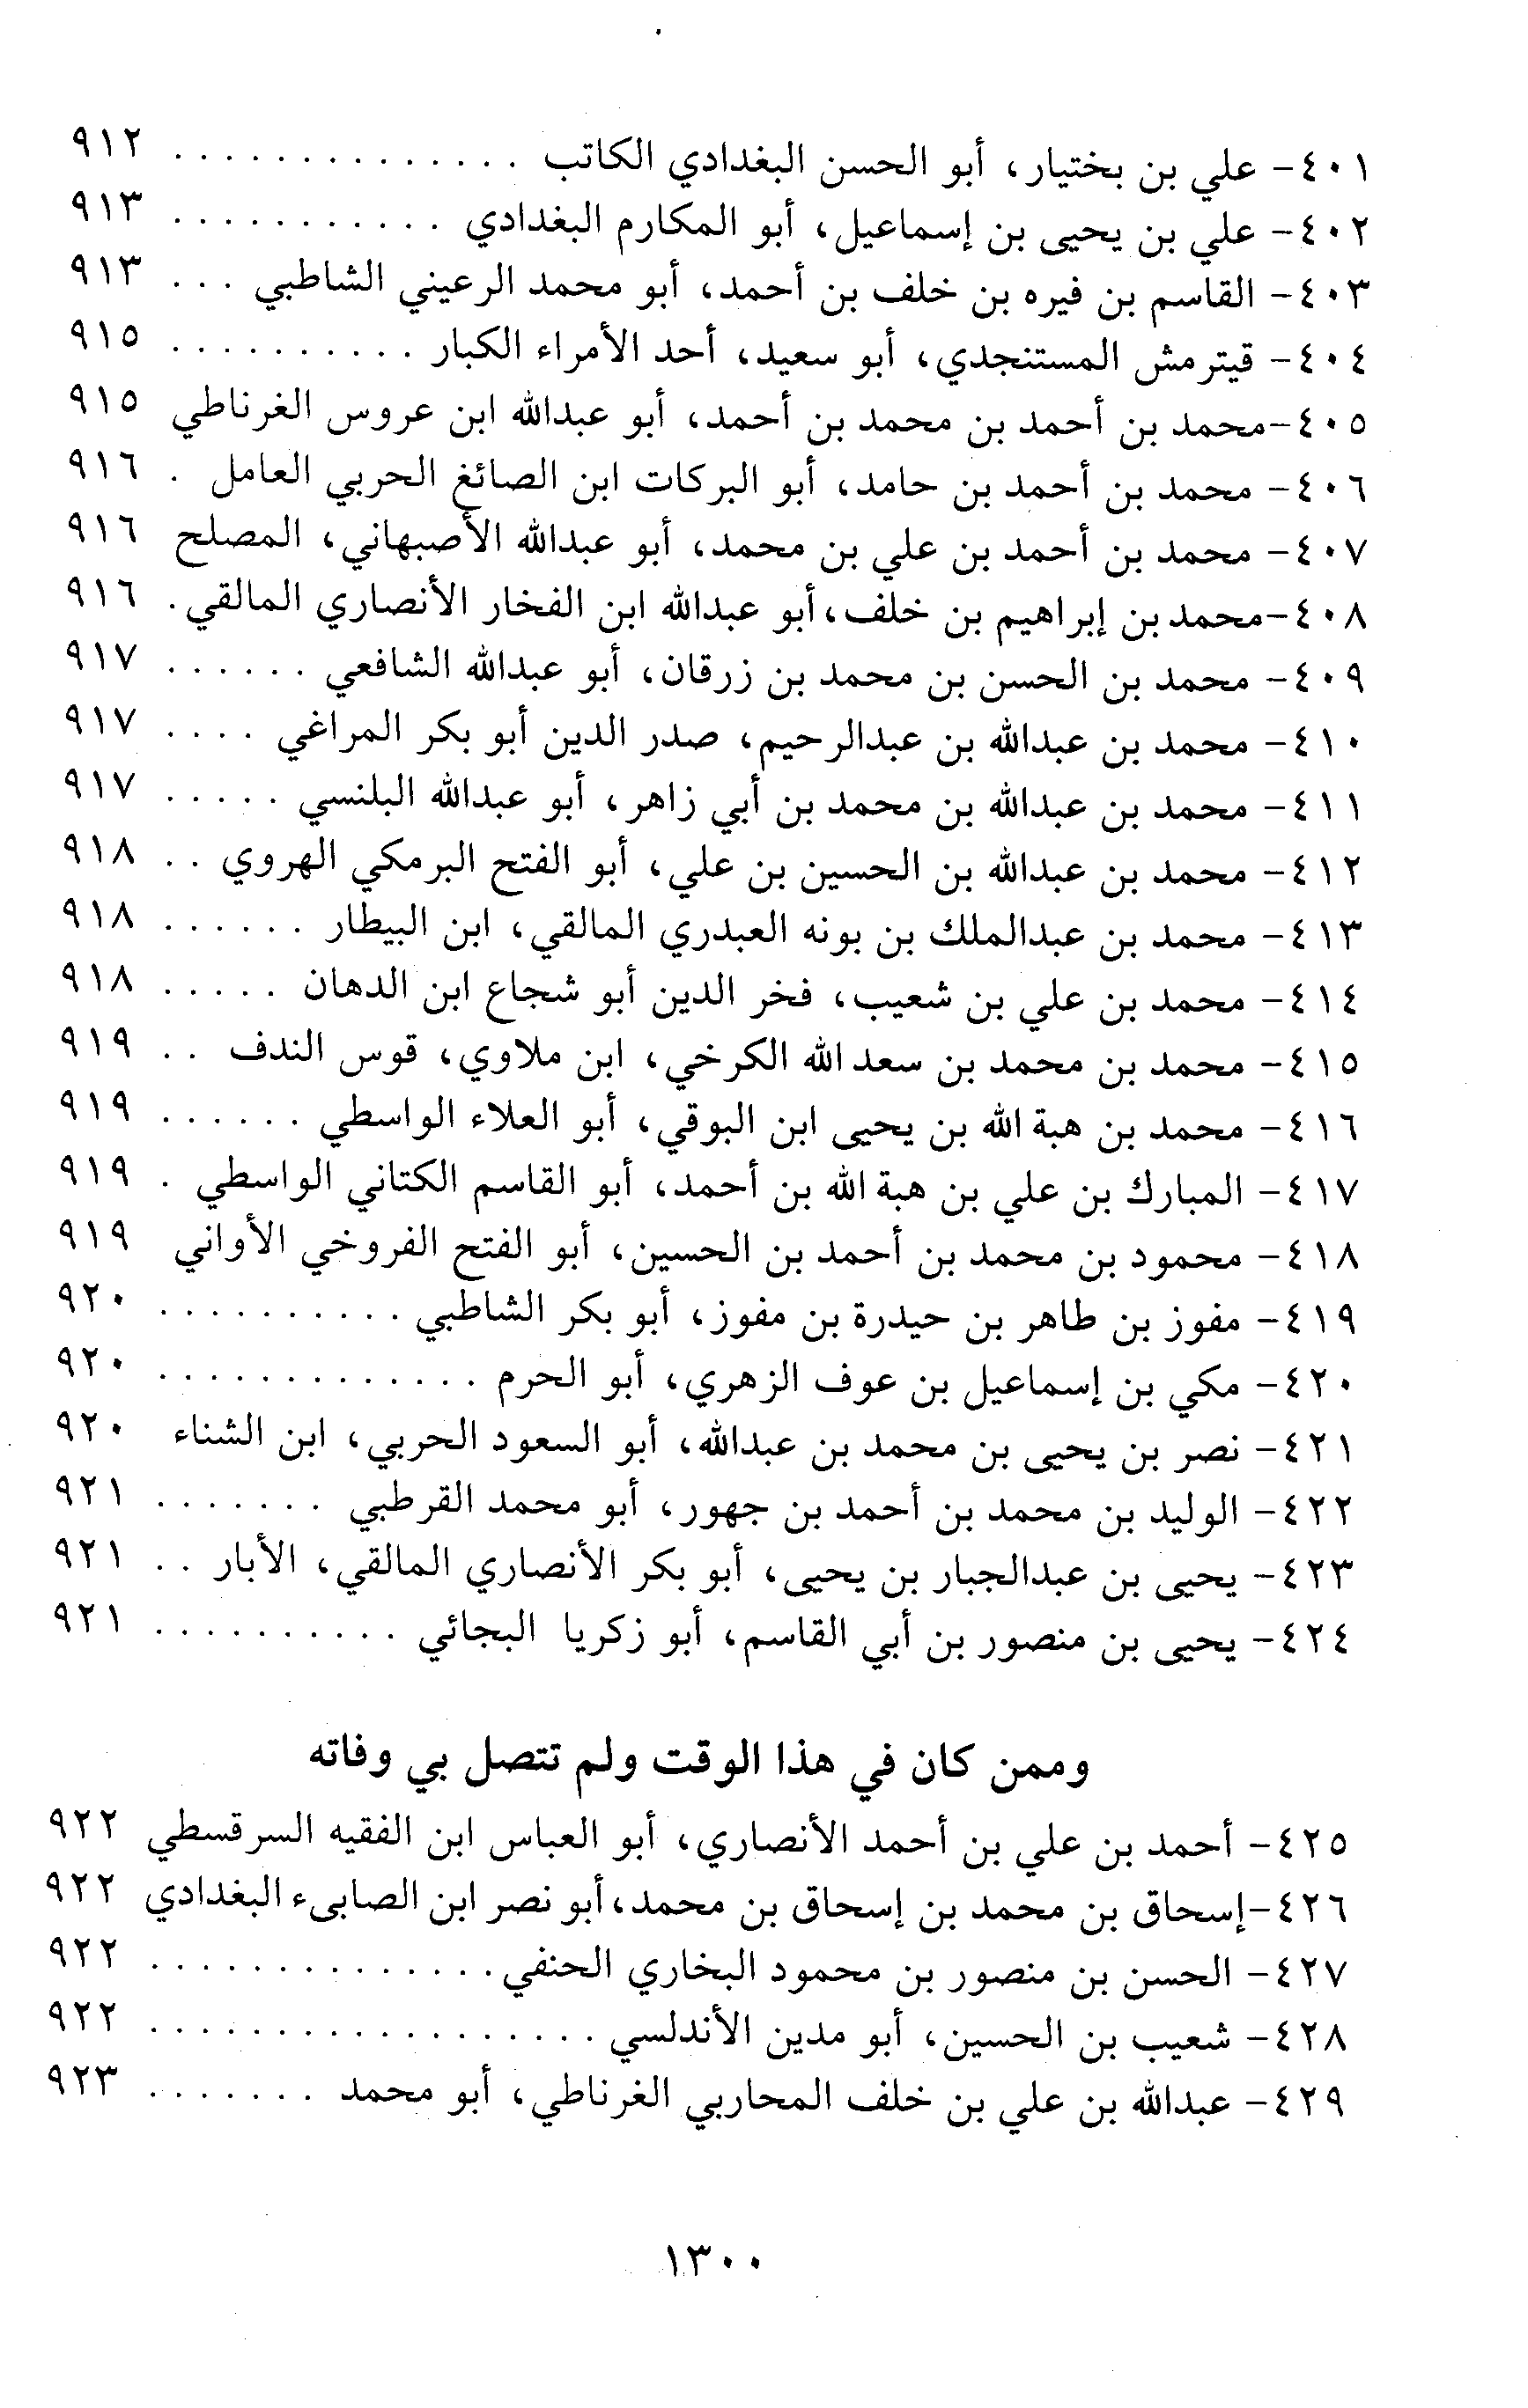 ٤٠١- علي بن بختيار، أبو الحسن البغدادي الكاتب . . . . . . . . . . . . . . ٩١٢
٤٠٢- علي بن يحيى بن إسماعيل، أبو المكارم البغدادي . . . . . . . . . . . ٩١٣
٤٠٣- القاسم بن فيره بن خلف بن أحمد، أبو محمد الرعيني الشاطبي . . . ٩١٣
٤٠٤- قيترمش المستنجدي، أبو سعيد، أحد الأمراء الكبار . . . . . . . . . . ٩١٥
٤٠٥-محمد بن أحمد بن محمد بن أحمد، أبو عبدالله ابن عروس الغرناطي ٩١٥
٤٠٦- محمد بن أحمد بن حامد، أبو البركات ابن الصائغ الحربي العامل . ٩١٦
٤٠٧- محمد بن أحمد بن علي بن محمد، أبو عبدالله الأصبهاني، المصلح ٩١٦
٤٠٨-محمد بن إبراهيم بن خلف، أبو عبدالله ابن الفخار الأنصاري المالقي. ٩١٦
٤٠٩- محمد بن الحسن بن محمد بن زرقان، أبو عبدالله الشافعي . . . . . . ٩١٧
٤١٠- محمد بن عبدالله بن عبدالرحيم، صدر الدين أبو بكر المراغي . . . . ٩١٧
٤١١- محمد بن عبدالله بن محمد بن أبي زاهر، أبو عبدالله البلنسي . . . . . ٩١٧
٤١٢- محمد بن عبدالله بن الحسين بن علي، أبو الفتح البرمكي الهروي . . ٩١٨
٤١٣- محمد بن عبدالملك بن بونه العبدري المالقي، ابن البيطار . . . . . . ٩١٨
٤١٤- محمد بن علي بن شعيب، فخر الدين أبو شجاع ابن الدهان . . . . . ٩١٨
٤١٥- محمد بن محمد بن سعد الله الكرخي، ابن ملاوي، قوس الندف . . ٩١٩
٤١٦- محمد بن هبة الله بن يحيى ابن البوقي، أبو العلاء الواسطي . . . . . . ٩١٩
٤١٧- المبارك بن علي بن هبة الله بن أحمد، أبو القاسم الكتاني الواسطي . ٩١٩
٤١٨- محمود بن محمد بن أحمد بن الحسين، أبو الفتح الفروخي الأواني ٩١٩
٤١٩- مفوز بن طاهر بن حيدرة بن مفوز، أبو بكر الشاطبي . . . . . . . . . . ٩٢٠
٤٢٠- مكي بن إسماعيل بن عوف الزهري، أبو الحرم . . . . . . . . . . . . . ٩٢٠
٤٢١- نصر بن يحيى بن محمد بن عبدالله، أبو السعود الحربي، ابن الشناء ٩٢٠
٤٢٢- الوليد بن محمد بن أحمد بن جهور، أبو محمد القرطبي . . . . . . . ٩٢١
٤٢٣- يحيى بن عبدالجبار بن يحيى، أبو بكر الأنصاري المالقي، الأبار . . ٩٢١
٤٢٤- يحيى بن منصور بن أبي القاسم، أبو زكريا البجائي . . . . . . . . . . ٩٢١
وممن كان في هذا الوقت ولم تتصل بي وفاته
٤٢٥- أحمد بن علي بن أحمد الأنصاري، أبو العباس ابن الفقيه السرقسطي ٩٢٢
٤٢٦-إسحاق بن محمد بن إسحاق بن محمد، أبو نصر ابن الصابىء البغدادي ٩٢٢
٤٢٧- الحسن بن منصور بن محمود البخاري الحنفي. . . . . . . . . . . . . . ٩٢٢
٤٢٨- شعيب بن الحسين، أبو مدين الأندلسي . . . . . . . . . . . . . . . . . . ٩٢٢
٤٢٩- عبدالله بن علي بن خلف المحاربي الغرناطي، أبو محمد . . . . . . . ٩٢٣
١٣٠٠